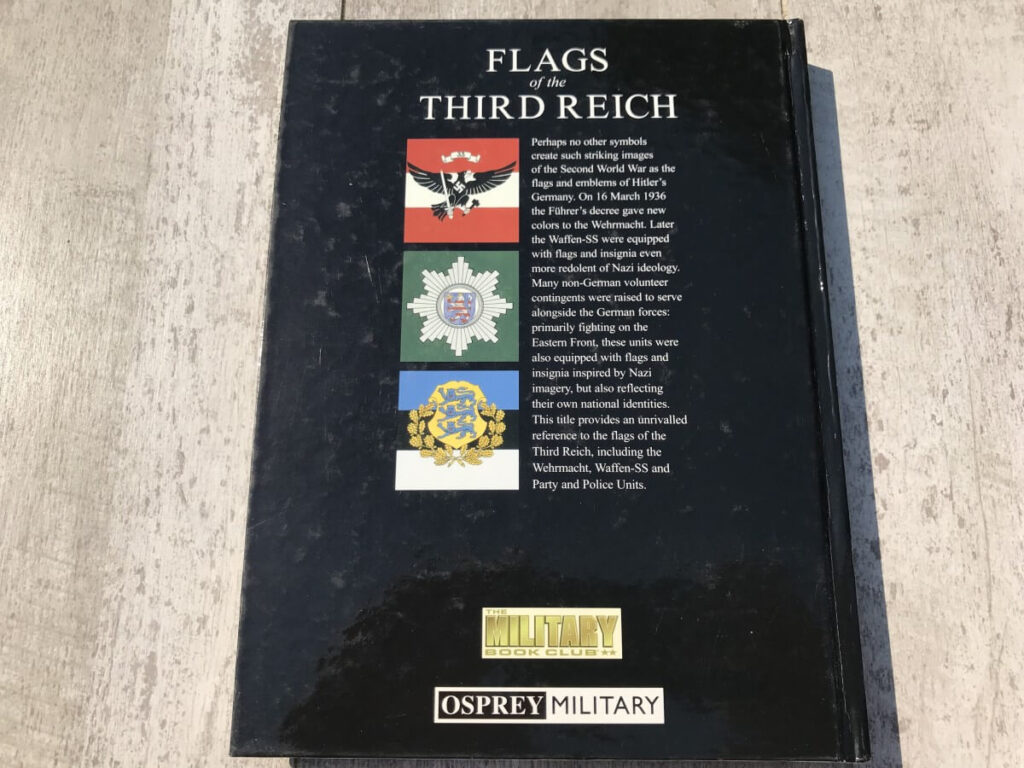 FLAGS
of the
THIRD REICH
Perhaps no other symbols
create such striking images
of the Second World War as the
flags and emblems of Hitler's
Germany. On 16 March 1936
the Führer's decree gave new
colors to the Wehrmacht. Later
the Waffen-SS were equipped
with flags and insignia even
more redolent of Nazi ideology.
Many non-German volunteer
contingents were raised to serve
alongside the German forces:
primarily fighting on the
Eastern Front, these units were
also equipped with flags and
insignia inspired by Nazi
imagery, but also reflecting
their own national identities.
This title provides an unrivalled
reference to the flags of the
Third Reich, including the
Wehrmacht, Waffen-SS and
Party and Police Units.
THE
MILITARY
BOOK CLUB
OSPREY MILITARY